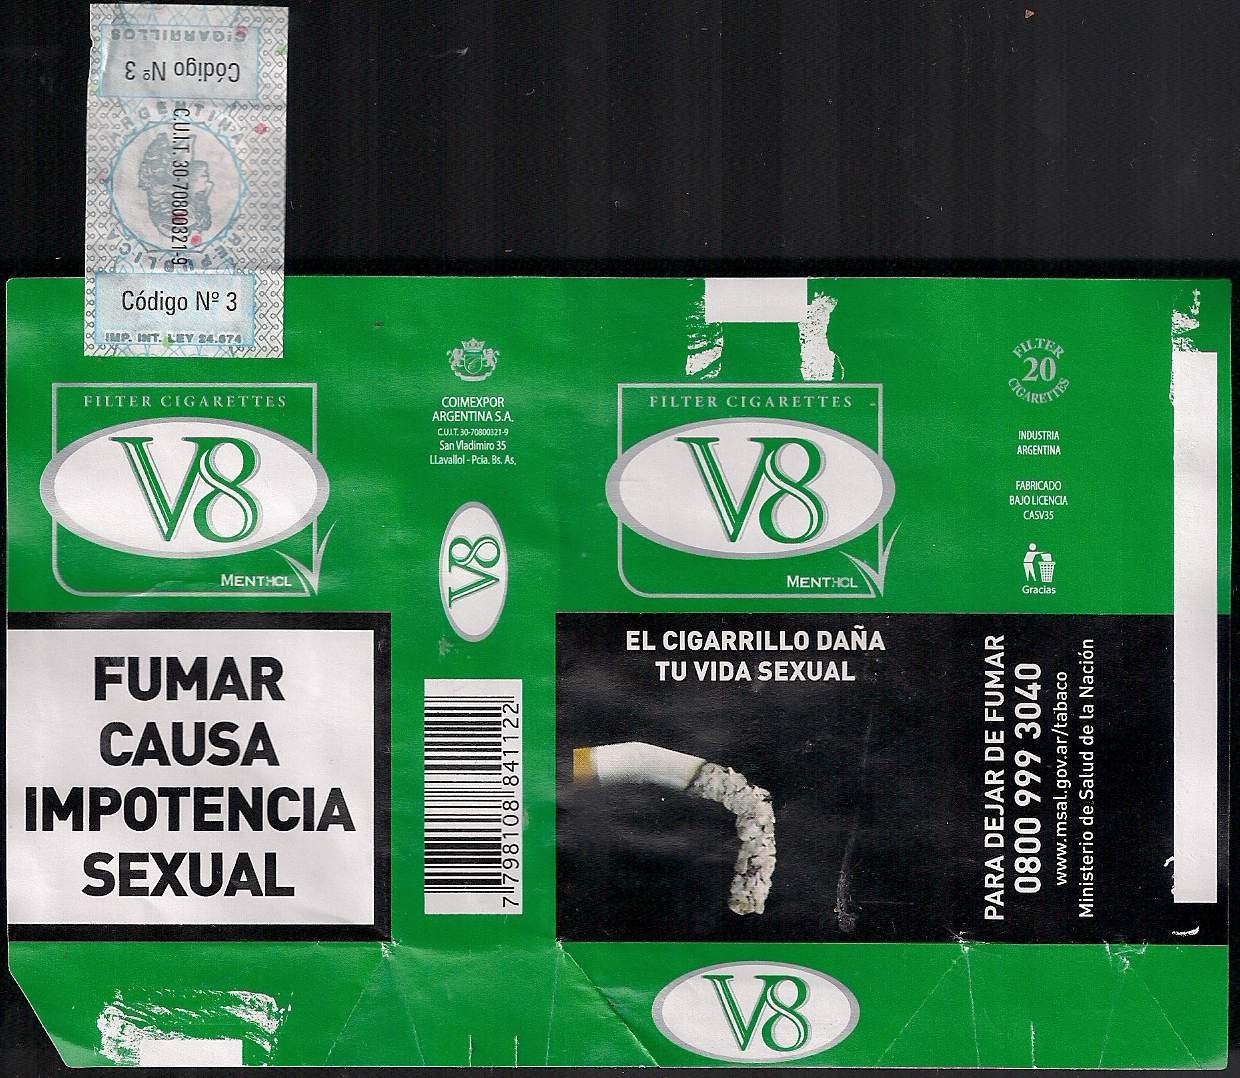 CIGARRILLOS
Código Nº 3
C.U.I.T. 30-70800321-9
REPUBLICA ARGENTINA
Código Nº 3
IMP. INT. LEY 24.674
FILTER CIGARETTES
V8
MENTHOL
FUMAR
CAUSA
IMPOTENCIA
SEXUAL
COIMEXPOR
ARGENTINA S.A.
C.U.I.T. 30-70800321-9
San Vladimiro 35
LLavallol - Pcia. Bs. As.
V8
7 798108 841122
FILTER CIGARETTES
V8
MENTHOL
EL CIGARRILLO DAÑA
TU VIDA SEXUAL
V8
FILTER
20
CIGARETTES
INDUSTRIA
ARGENTINA
FABRICADO
BAJO LICENCIA
CASV35
Gracias
PARA DEJAR DE FUMAR
0800 999 3040
www.msal.gov.ar/tabaco
Ministerio de Salud de la Nación